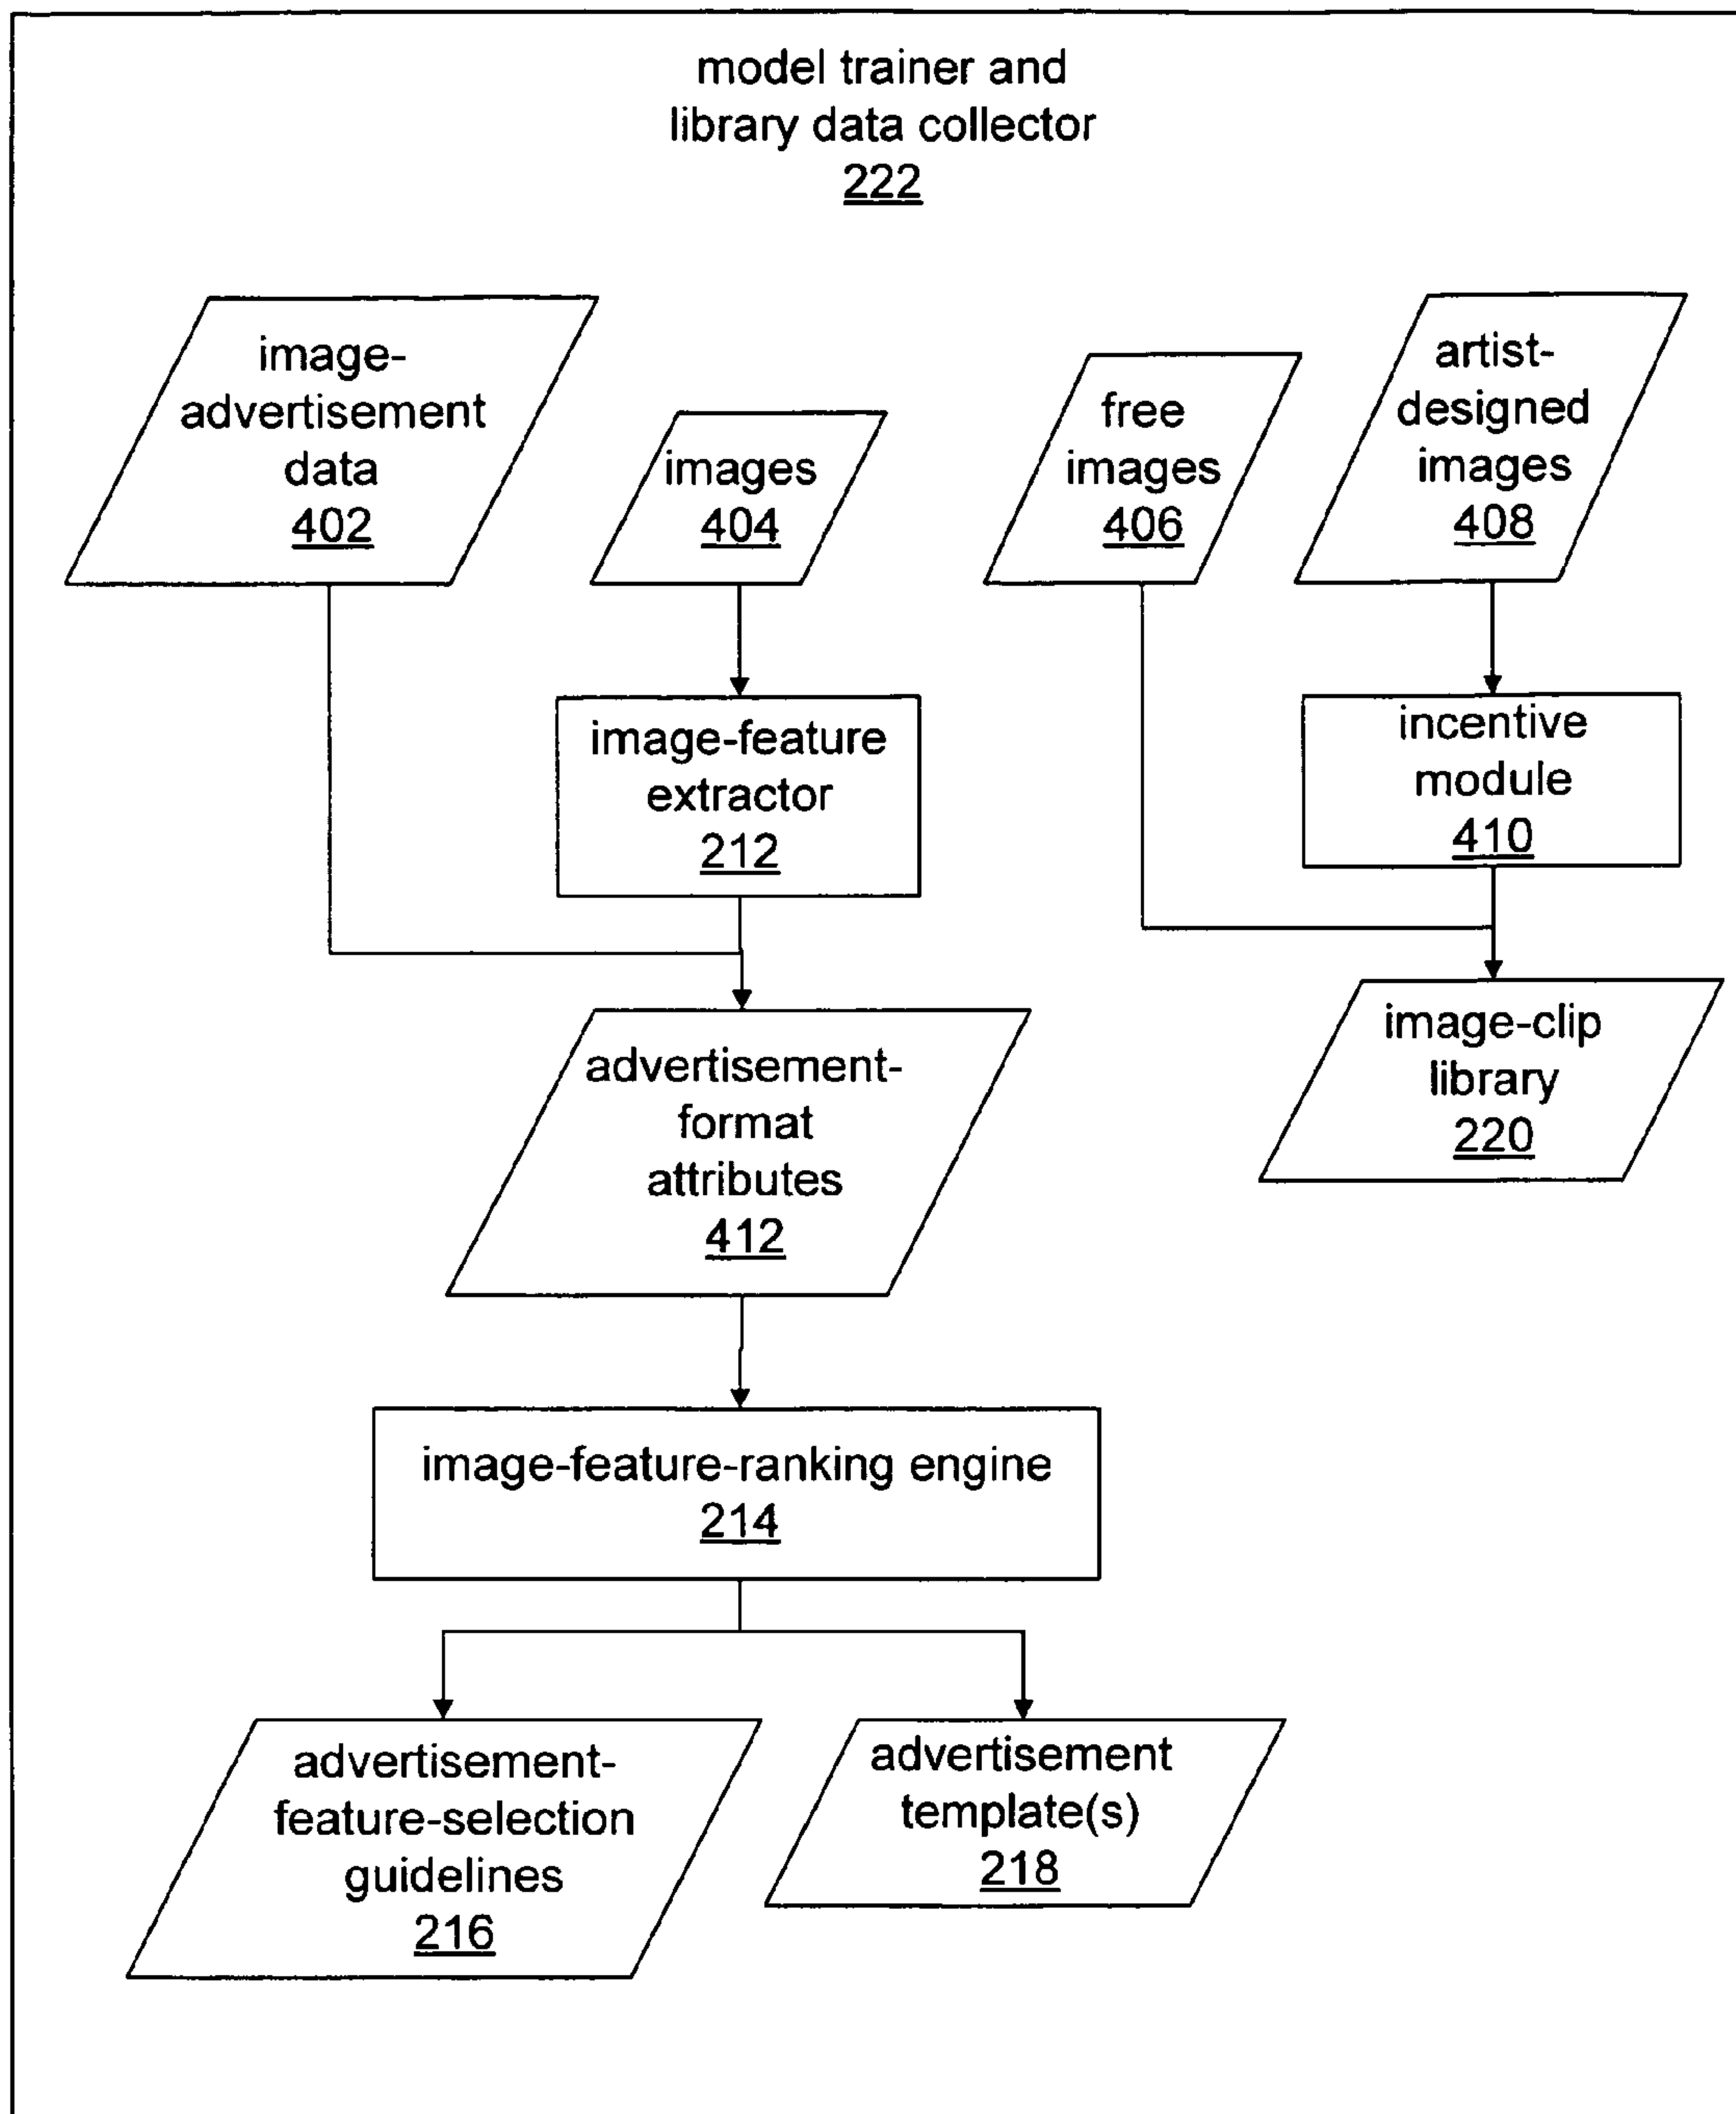 model trainer and
library data collector
222
image-
advertisement
data
402
images
404
free
images
406
artist-
designed
images
408
image-feature
extractor
212
incentive
module
410
advertisement-
format
attributes
412
image-clip
library
220
image-feature-ranking engine
214
advertisement-
feature-selection
guidelines
216
advertisement
template(s)
218